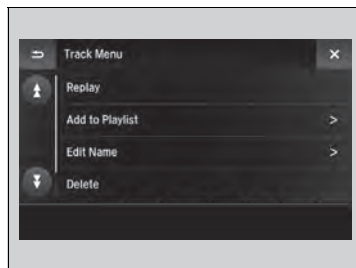 Track Menu
Replay
Add to Playlist >
Edit Name >
Delete